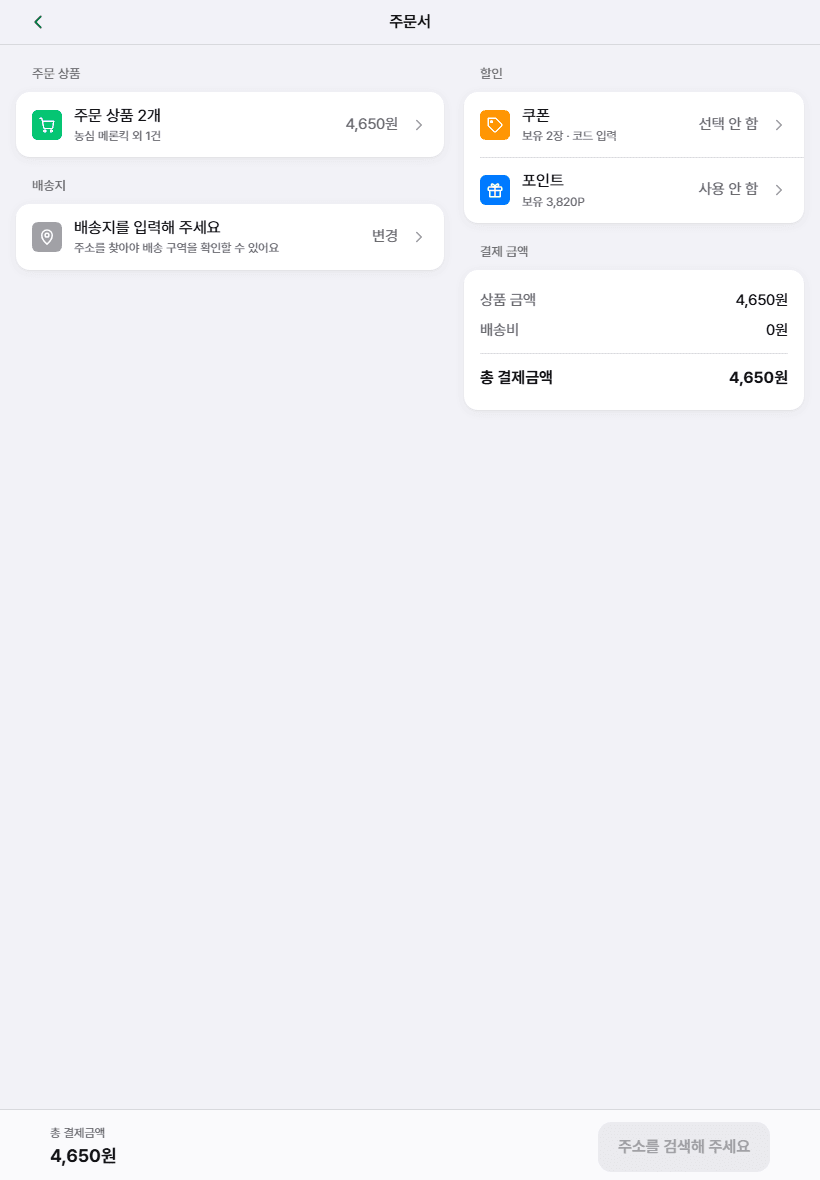 주문서
주문 상품
주문 상품 2개
농심 메론킥 외 1건
4,650원
배송지
배송지를 입력해 주세요
주소를 찾아야 배송 구역을 확인할 수 있어요
변경
할인
쿠폰
보유 2장 · 코드 입력
선택 안 함
포인트
보유 3,820P
사용 안 함
결제 금액
상품 금액 4,650원
배송비 0원
총 결제금액 4,650원
총 결제금액
4,650원
주소를 검색해 주세요